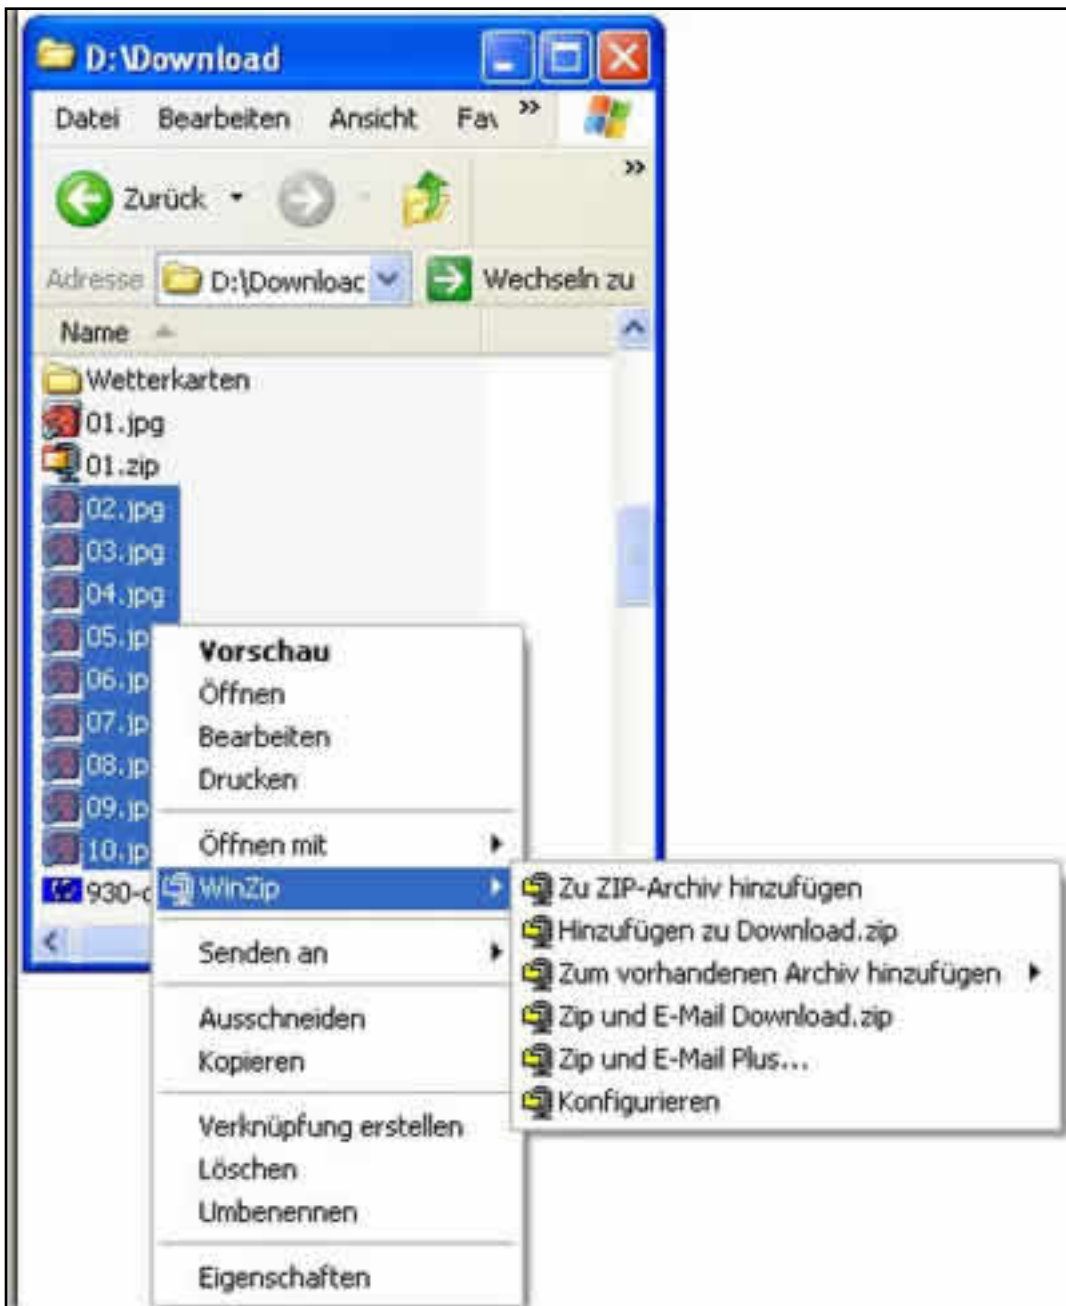 D:\Download
Datei Bearbeiten Ansicht Fav »
»
Zurück
Adresse D:\Downloac Wechseln zu
Name
Wetterkarten
01.jpg
01.zip
02.jpg
03.jpg
04.jpg
05.jp
06.jp
07.jp
08.jp
09.jp
10.jp
930-c
Vorschau
Öffnen
Bearbeiten
Drucken
Öffnen mit
WinZip
Senden an
Ausschneiden
Kopieren
Verknüpfung erstellen
Löschen
Umbenennen
Eigenschaften
Zu ZIP-Archiv hinzufügen
Hinzufügen zu Download.zip
Zum vorhandenen Archiv hinzufügen
Zip und E-Mail Download.zip
Zip und E-Mail Plus...
Konfigurieren